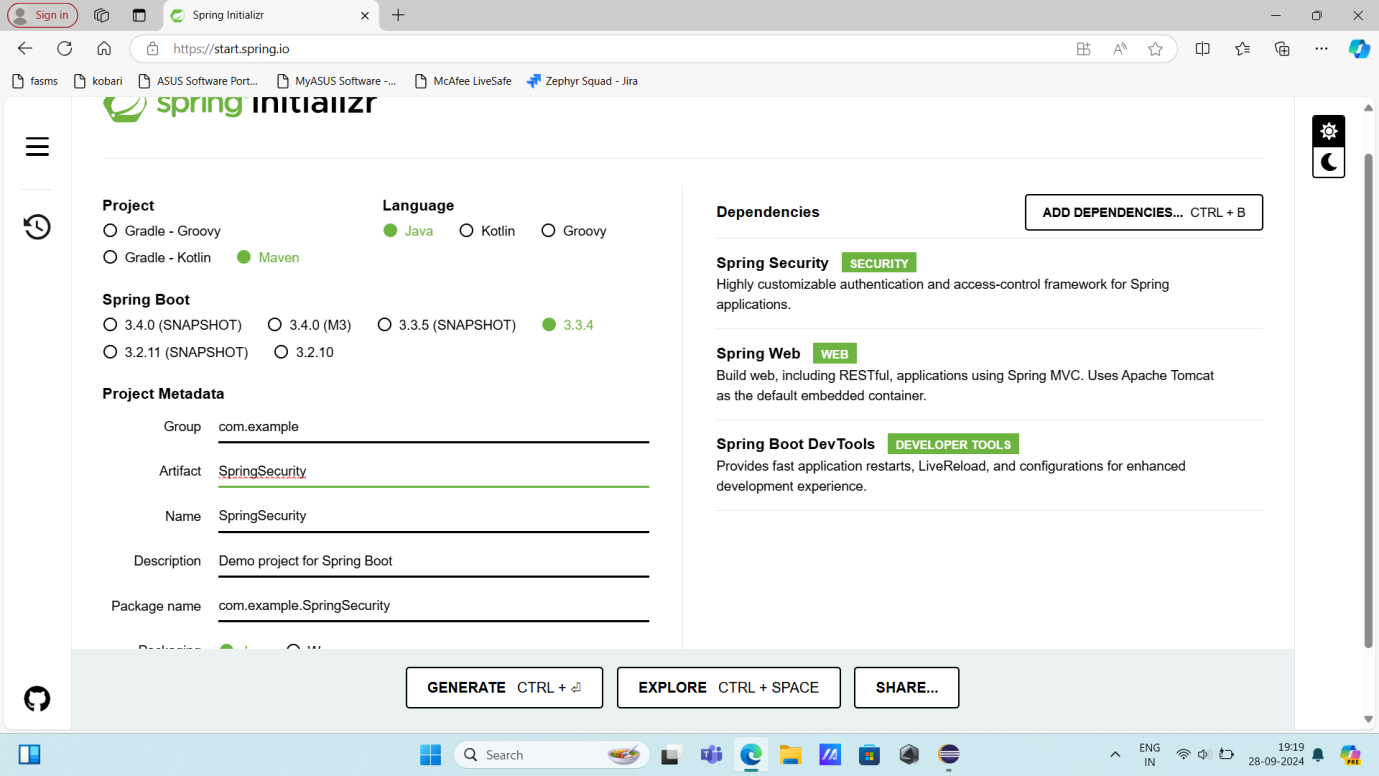 Sign in
Spring Initializr
https://start.spring.io
fasms
kobari
ASUS Software Port...
MyASUS Software -...
McAfee LiveSafe
Zephyr Squad - Jira
spring initializr
Project
Gradle - Groovy
Gradle - Kotlin
Maven
Language
Java
Kotlin
Groovy
Spring Boot
3.4.0 (SNAPSHOT)
3.4.0 (M3)
3.3.5 (SNAPSHOT)
3.3.4
3.2.11 (SNAPSHOT)
3.2.10
Project Metadata
Group com.example
Artifact SpringSecurity
Name SpringSecurity
Description Demo project for Spring Boot
Package name com.example.SpringSecurity
Dependencies
ADD DEPENDENCIES... CTRL + B
Spring Security SECURITY
Highly customizable authentication and access-control framework for Spring
applications.
Spring Web WEB
Build web, including RESTful, applications using Spring MVC. Uses Apache Tomcat
as the default embedded container.
Spring Boot DevTools DEVELOPER TOOLS
Provides fast application restarts, LiveReload, and configurations for enhanced
development experience.
GENERATE CTRL + ⏎
EXPLORE CTRL + SPACE
SHARE...
Search
ENG
IN
19:19
28-09-2024
PRE